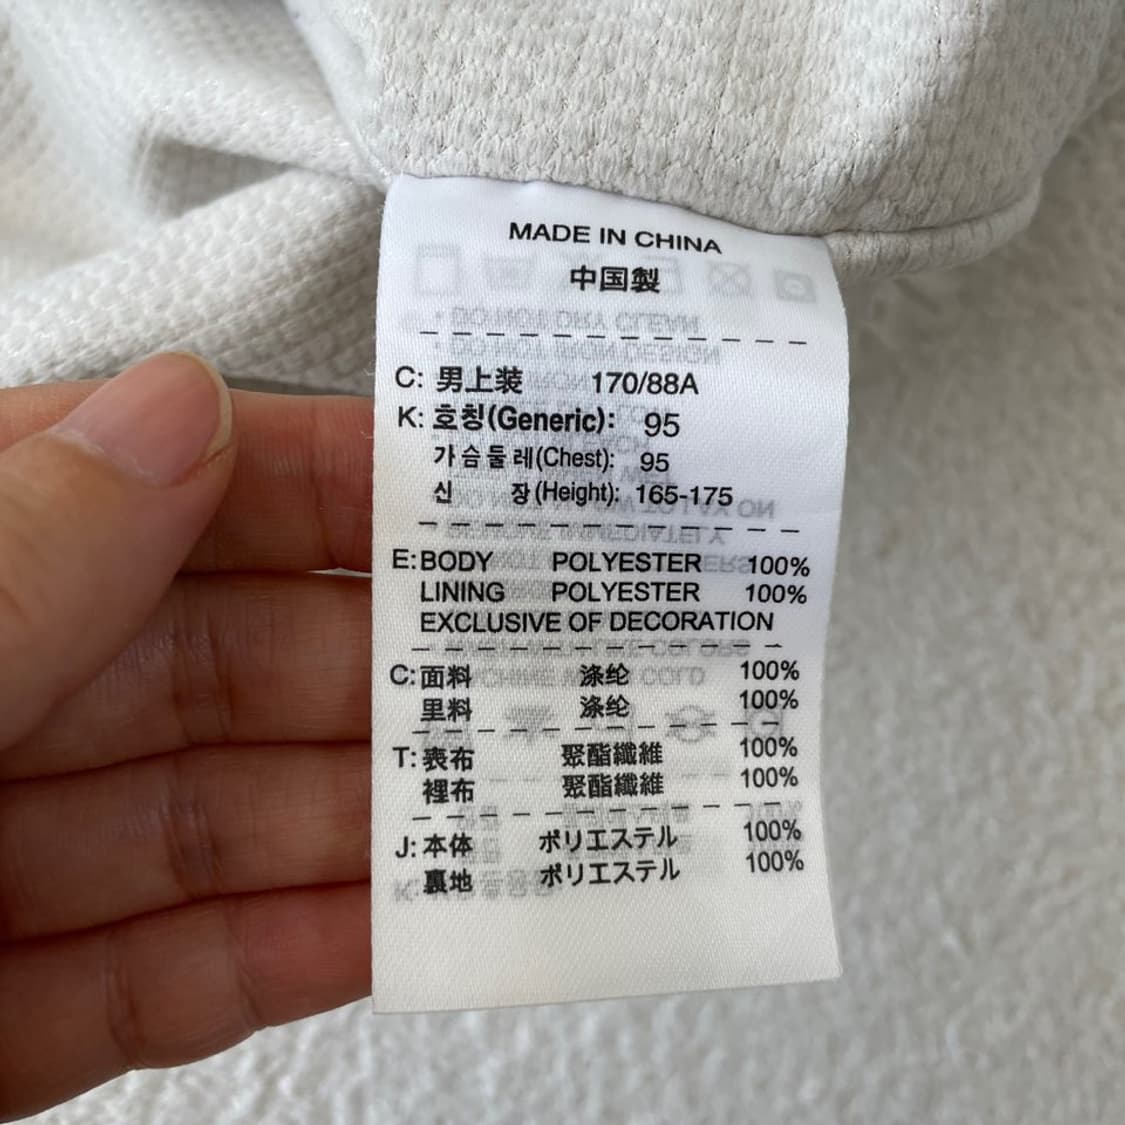 MADE IN CHINA
中国製
C: 男上装 170/88A
K: 호칭(Generic): 95
가슴둘레(Chest): 95
신 장(Height): 165-175
E: BODY POLYESTER 100%
LINING POLYESTER 100%
EXCLUSIVE OF DECORATION
C: 面料 涤纶 100%
里料 涤纶 100%
T: 表布 聚酯纖維 100%
裡布 聚酯纖維 100%
J: 本体 ポリエステル 100%
裏地 ポリエステル 100%